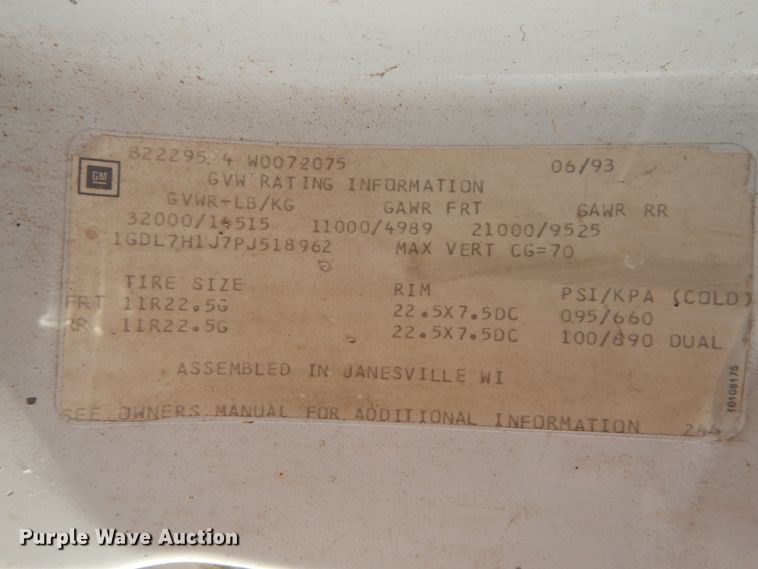 822295 4 W0072075 06/93
GM
GVW RATING INFORMATION
GVWR-LB/KG GAWR FRT GAWR RR
32000/14515 11000/4989 21000/9525
1GDL7H1J7PJ518962 MAX VERT CG=70
TIRE SIZE RIM PSI/KPA (COLD)
FRT 11R22.5G 22.5X7.5DC 095/660
RR 11R22.5G 22.5X7.5DC 100/690 DUAL
ASSEMBLED IN JANESVILLE WI
10108175
SEE OWNERS MANUAL FOR ADDITIONAL INFORMATION
Purple Wave Auction